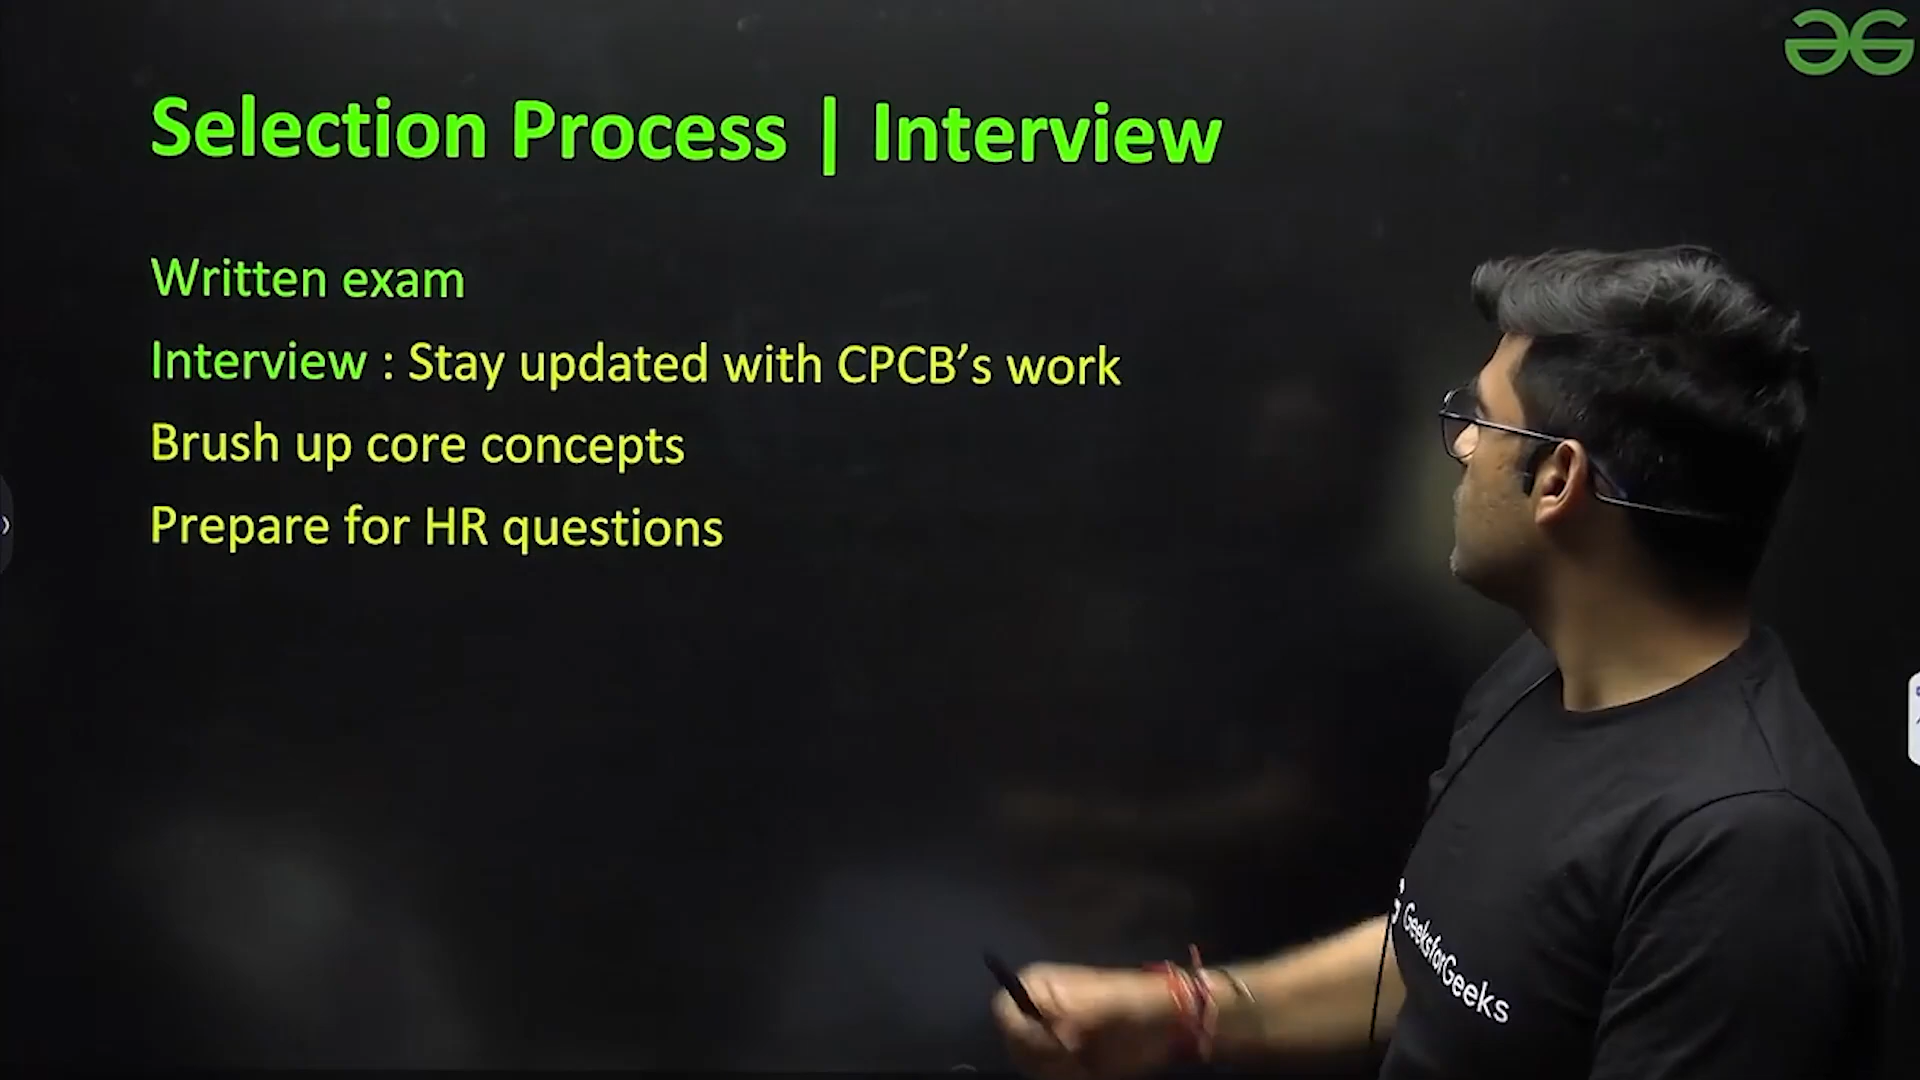 Selection Process | Interview
Written exam
Interview : Stay updated with CPCB’s work
Brush up core concepts
Prepare for HR questions
GeeksforGeeks